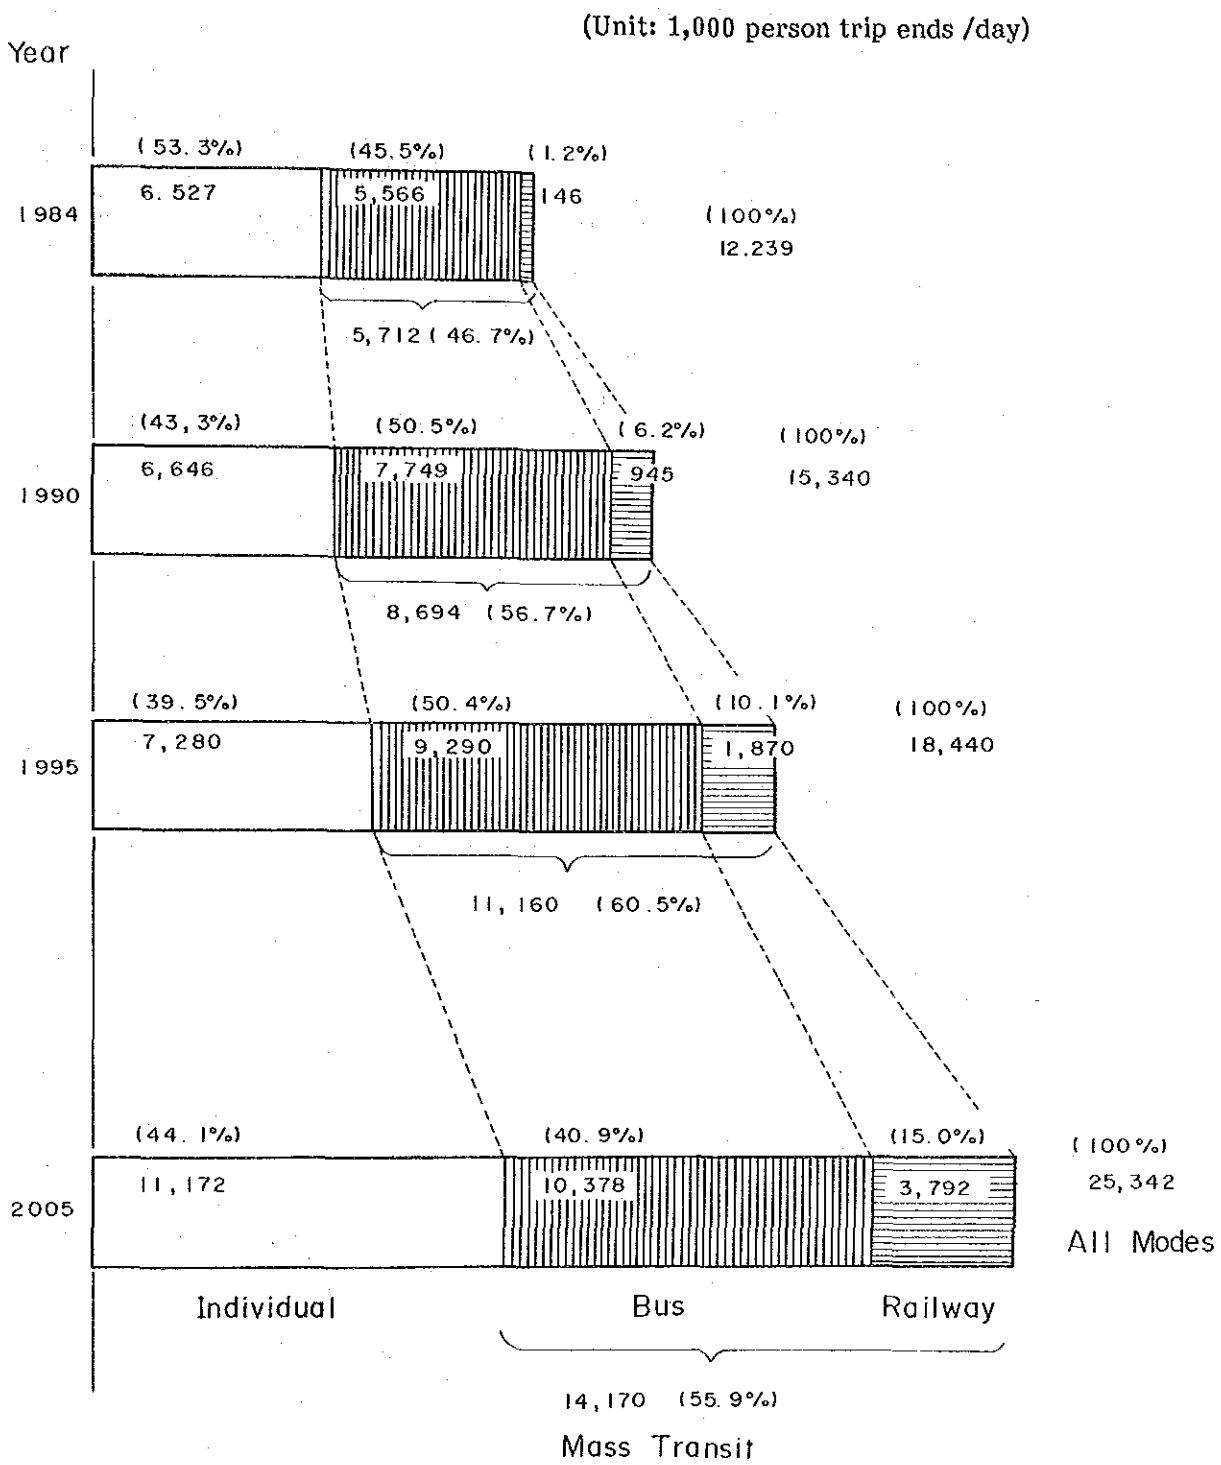 (Unit: 1,000 person trip ends /day)
Year
(53.3%) (45.5%) (1.2%)
6.527 5,566 146
1984 (100%)
12.239
5,712 (46.7%)
(43,3%) (50.5%) (6.2%) (100%)
6,646 7,749 945 15,340
1990
8,694 (56.7%)
(39.5%) (50.4%) (10.1%) (100%)
7,280 9,290 1,870 18,440
1995
11,160 (60.5%)
(44.1%) (40.9%) (15.0%) (100%)
11,172 10,378 3,792 25,342
2005
All Modes
Individual Bus Railway
14,170 (55.9%)
Mass Transit